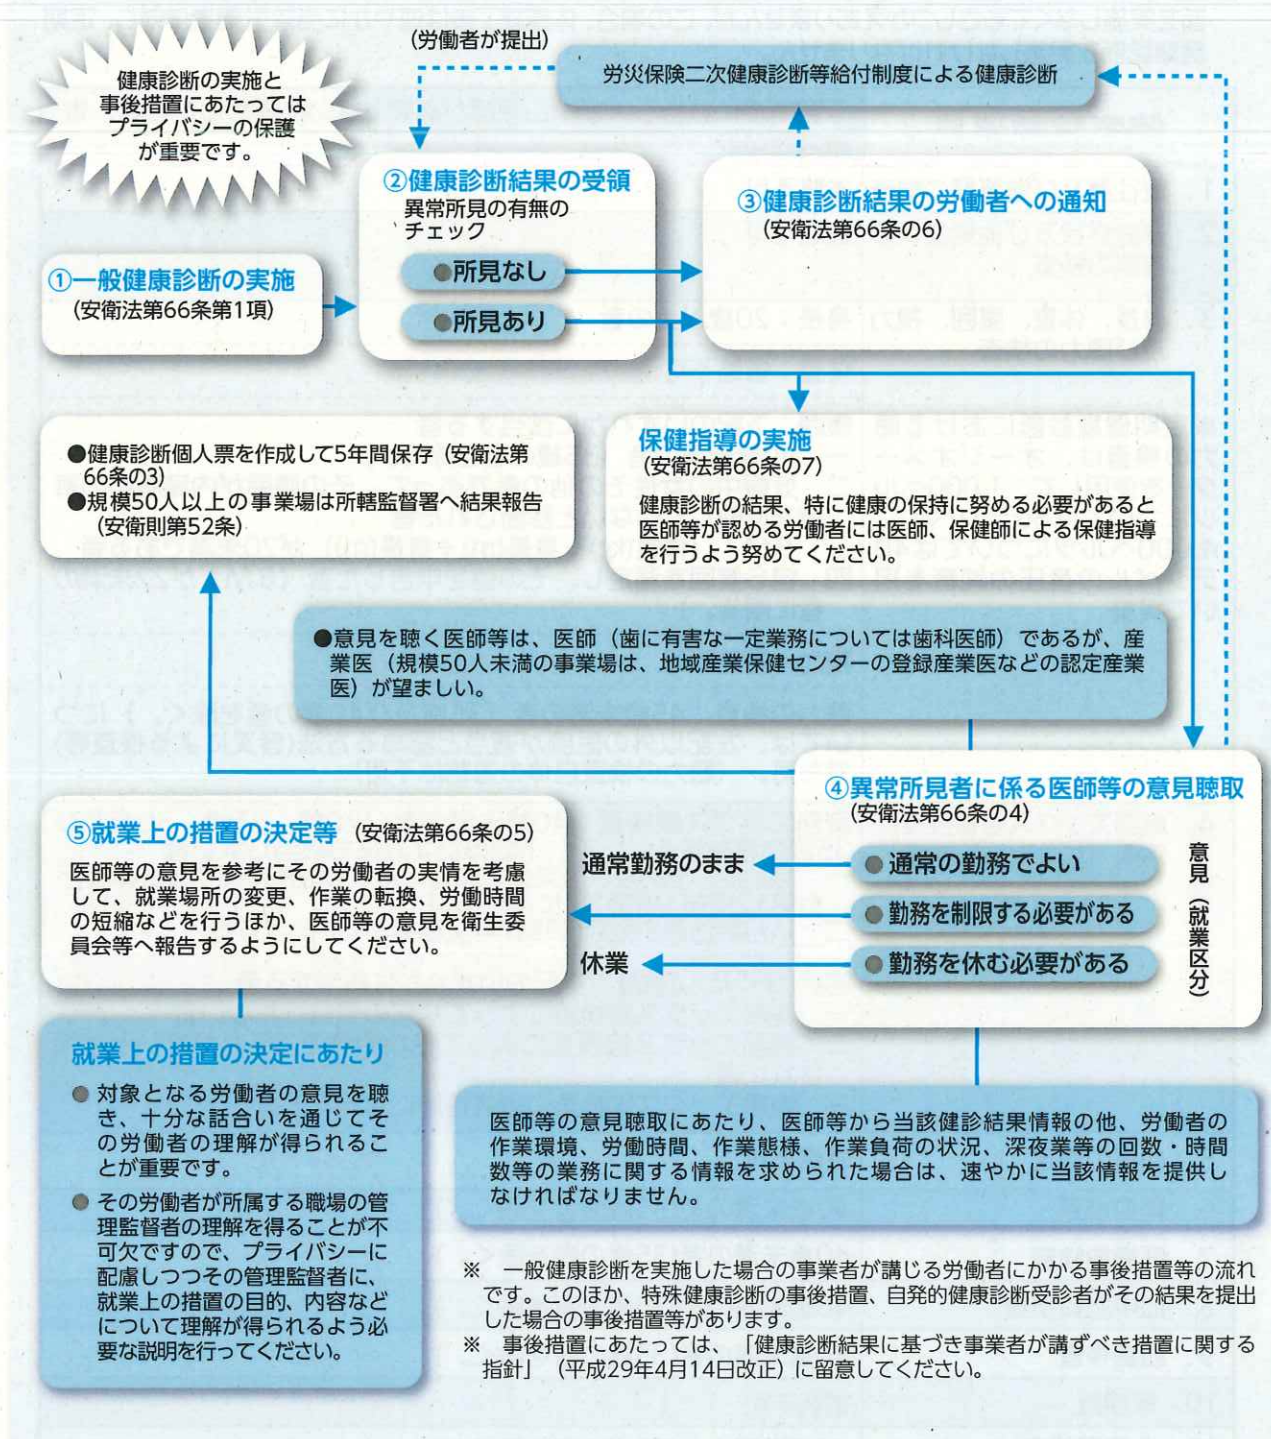 (労働者が提出)
労災保険二次健康診断等給付制度による健康診断
健康診断の実施と
事後措置にあたっては
プライバシーの保護
が重要です。
②健康診断結果の受領
異常所見の有無の
チェック
●所見なし
●所見あり
③健康診断結果の労働者への通知
(安衛法第66条の6)
①一般健康診断の実施
(安衛法第66条第1項)
●健康診断個人票を作成して5年間保存 (安衛法第
66条の3)
●規模50人以上の事業場は所轄監督署へ結果報告
(安衛則第52条)
保健指導の実施
(安衛法第66条の7)
健康診断の結果、特に健康の保持に努める必要があると
医師等が認める労働者には医師、保健師による保健指導
を行うよう努めてください。
●意見を聴く医師等は、医師（歯に有害な一定業務については歯科医師）であるが、産
業医（規模50人未満の事業場は、地域産業保健センターの登録産業医などの認定産業
医）が望ましい。
④異常所見者に係る医師等の意見聴取
(安衛法第66条の4)
●通常の勤務でよい
●勤務を制限する必要がある
●勤務を休む必要がある
意見（就業区分）
通常勤務のまま
休業
⑤就業上の措置の決定等 (安衛法第66条の5)
医師等の意見を参考にその労働者の実情を考慮
して、就業場所の変更、作業の転換、労働時間
の短縮などを行うほか、医師等の意見を衛生委
員会等へ報告するようにしてください。
就業上の措置の決定にあたり
● 対象となる労働者の意見を聴
き、十分な話合いを通じてそ
の労働者の理解が得られるこ
とが重要です。
● その労働者が所属する職場の管
理監督者の理解を得ることが不
可欠ですので、プライバシーに
配慮しつつその管理監督者に、
就業上の措置の目的、内容など
について理解が得られるよう必
要な説明を行ってください。
医師等の意見聴取にあたり、医師等から当該健診結果情報の他、労働者の
作業環境、労働時間、作業態様、作業負荷の状況、深夜業等の回数・時間
数等の業務に関する情報を求められた場合は、速やかに当該情報を提供し
なければなりません。
※ 一般健康診断を実施した場合の事業者が講じる労働者にかかる事後措置等の流れ
です。このほか、特殊健康診断の事後措置、自発的健康診断受診者がその結果を提出
した場合の事後措置等があります。
※ 事後措置にあたっては、「健康診断結果に基づき事業者が講ずべき措置に関する
指針」（平成29年4月14日改正）に留意してください。